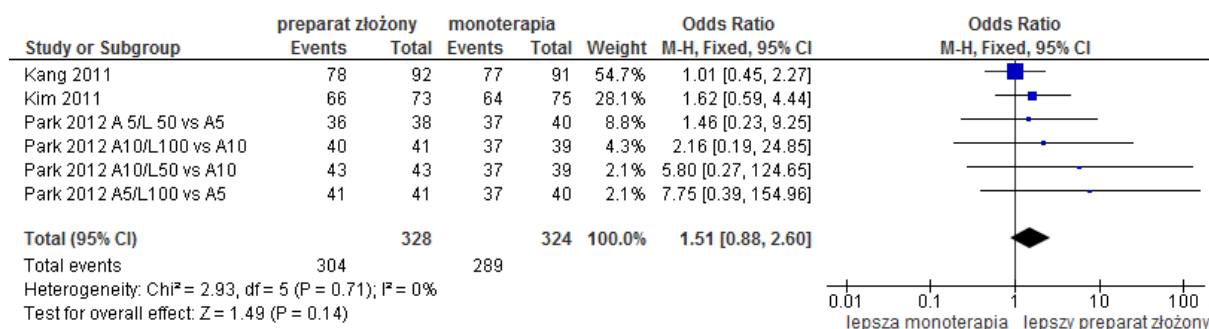 preparat złożony monoterapia Odds Ratio Odds Ratio
Study or Subgroup Events Total Events Total Weight M-H, Fixed, 95% CI M-H, Fixed, 95% CI
Kang 2011 78 92 77 91 54.7% 1.01 [0.45, 2.27]
Kim 2011 66 73 64 75 28.1% 1.62 [0.59, 4.44]
Park 2012 A 5/L 50 vs A5 36 38 37 40 8.8% 1.46 [0.23, 9.25]
Park 2012 A10/L100 vs A10 40 41 37 39 4.3% 2.16 [0.19, 24.85]
Park 2012 A10/L50 vs A10 43 43 37 39 2.1% 5.80 [0.27, 124.65]
Park 2012 A5/L100 vs A5 41 41 37 40 2.1% 7.75 [0.39, 154.96]
Total (95% CI) 328 324 100.0% 1.51 [0.88, 2.60]
Total events 304 289
Heterogeneity: Chi² = 2.93, df = 5 (P = 0.71); I² = 0%
Test for overall effect: Z = 1.49 (P = 0.14)
0.01 0.1 1 10 100
lepsza monoterapia lepszy preparat złożony